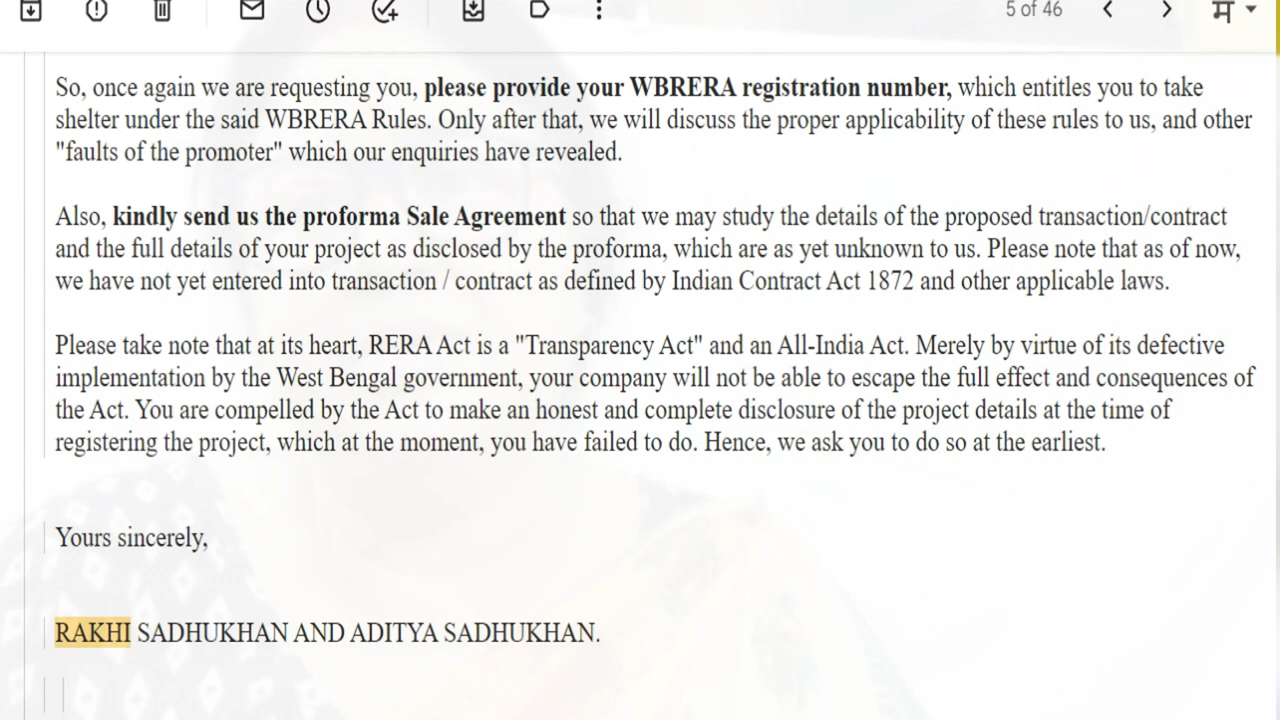 5 of 46
म
So, once again we are requesting you, please provide your WBRERA registration number, which entitles you to take
shelter under the said WBRERA Rules. Only after that, we will discuss the proper applicability of these rules to us, and other
"faults of the promoter" which our enquiries have revealed.
Also, kindly send us the proforma Sale Agreement so that we may study the details of the proposed transaction/contract
and the full details of your project as disclosed by the proforma, which are as yet unknown to us. Please note that as of now,
we have not yet entered into transaction / contract as defined by Indian Contract Act 1872 and other applicable laws.
Please take note that at its heart, RERA Act is a "Transparency Act" and an All-India Act. Merely by virtue of its defective
implementation by the West Bengal government, your company will not be able to escape the full effect and consequences of
the Act. You are compelled by the Act to make an honest and complete disclosure of the project details at the time of
registering the project, which at the moment, you have failed to do. Hence, we ask you to do so at the earliest.
Yours sincerely,
RAKHI SADHUKHAN AND ADITYA SADHUKHAN.